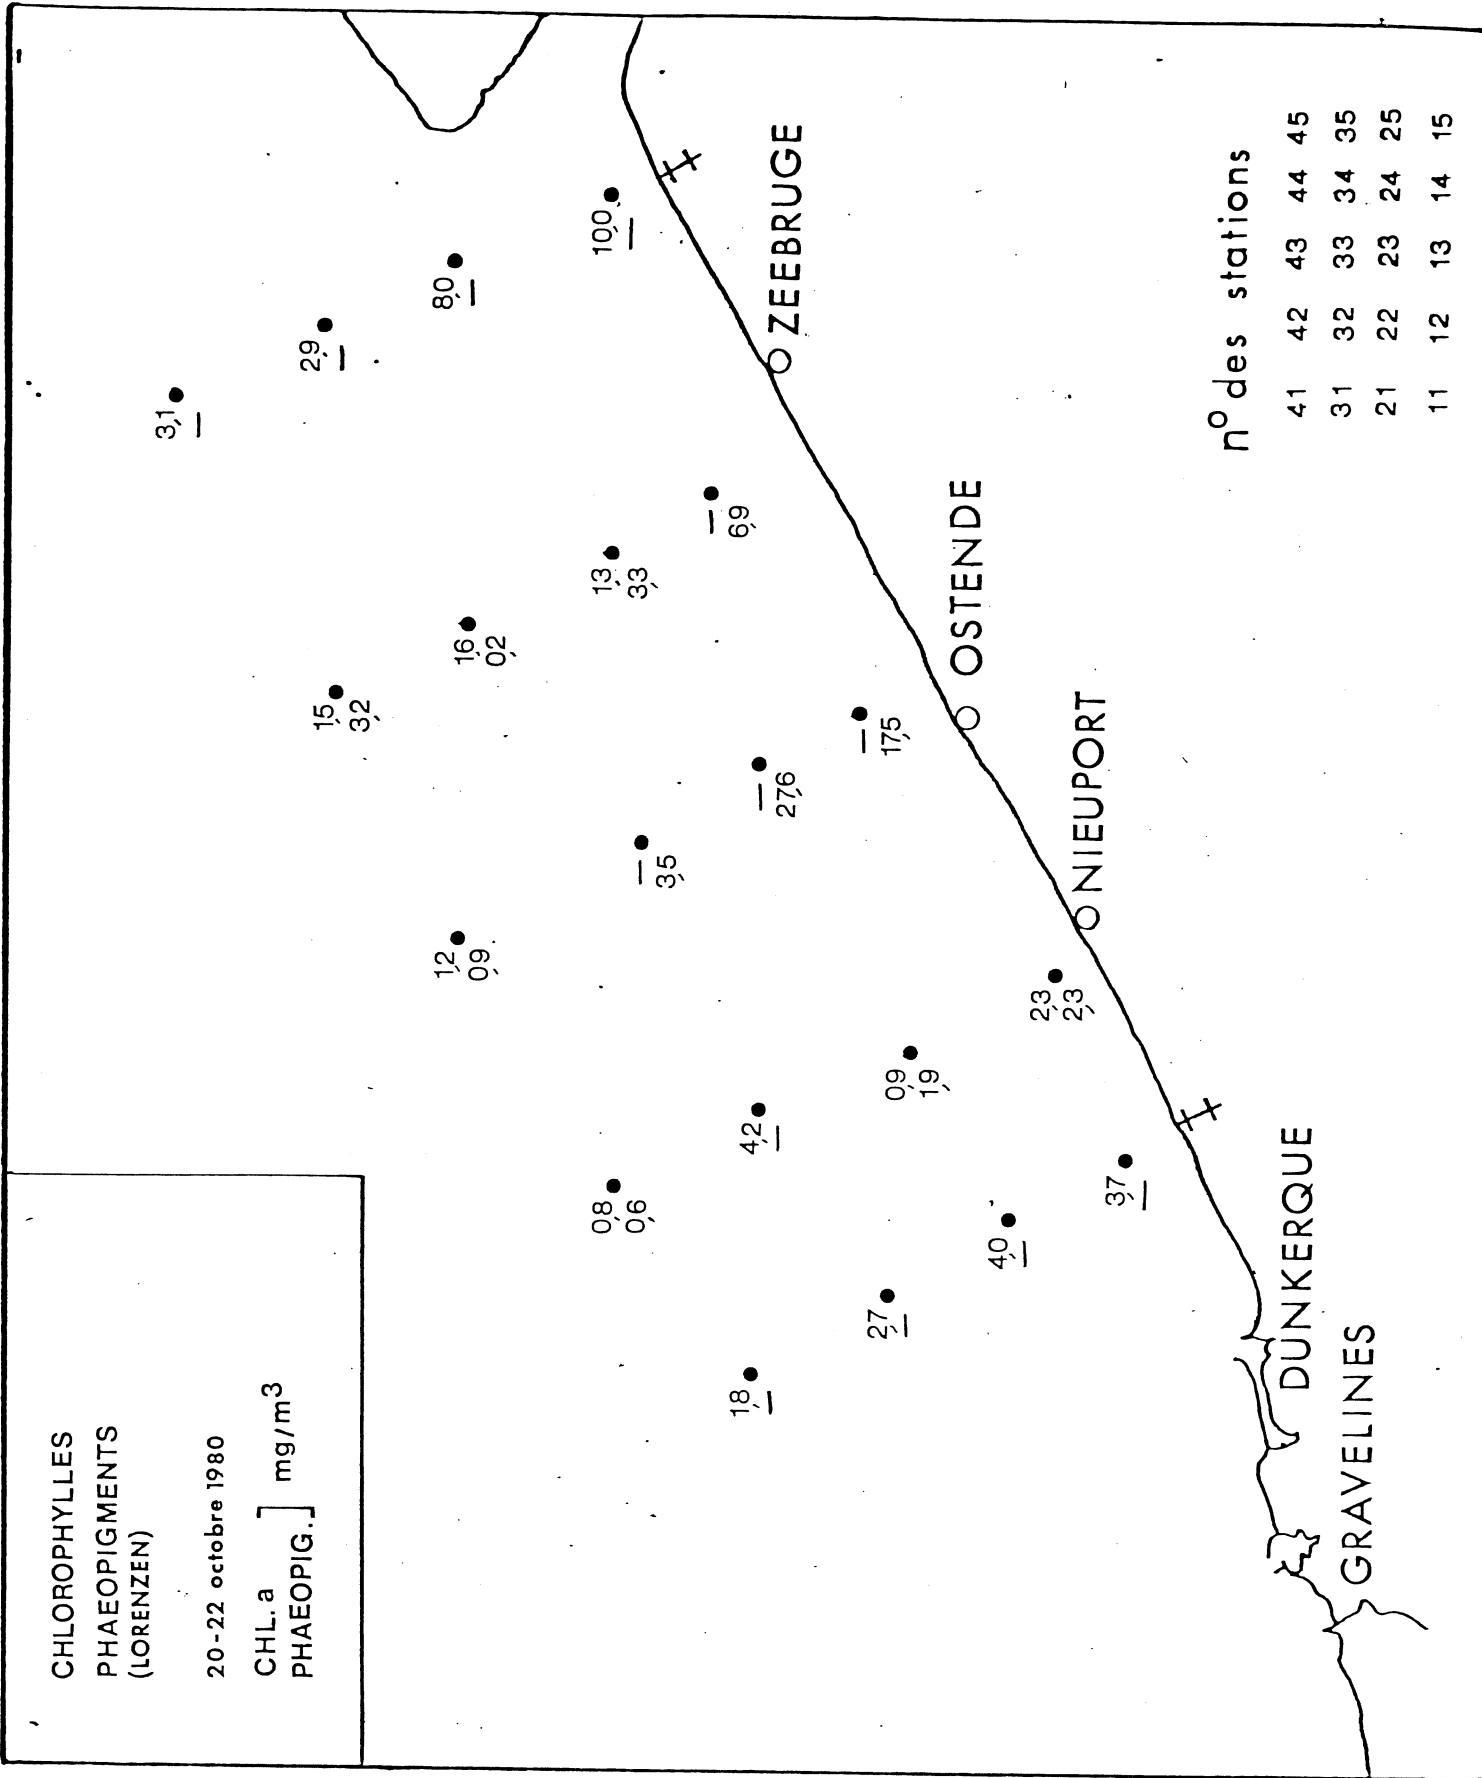 CHLOROPHYLLES
PHAEOPIGMENTS
(LORENZEN)
20-22 octobre 1980
CHL. a
PHAEOPIG.] mg/m³
3,1
—
2,9
—
8,0
—
10,0
—
1,5
3,2
1,6
0,2
1,3
3,3
—
6,9
1,2
0,9
—
3,5
—
27,6
—
17,5
0,8
0,6
4,2
—
0,9
1,9
2,3
2,3
1,8
—
2,7
—
4,0
—
3,7
—
ZEEBRUGE
OSTENDE
NIEUPORT
DUNKERQUE
GRAVELINES
n° des stations
41 42 43 44 45
31 32 33 34 35
21 22 23 24 25
11 12 13 14 15